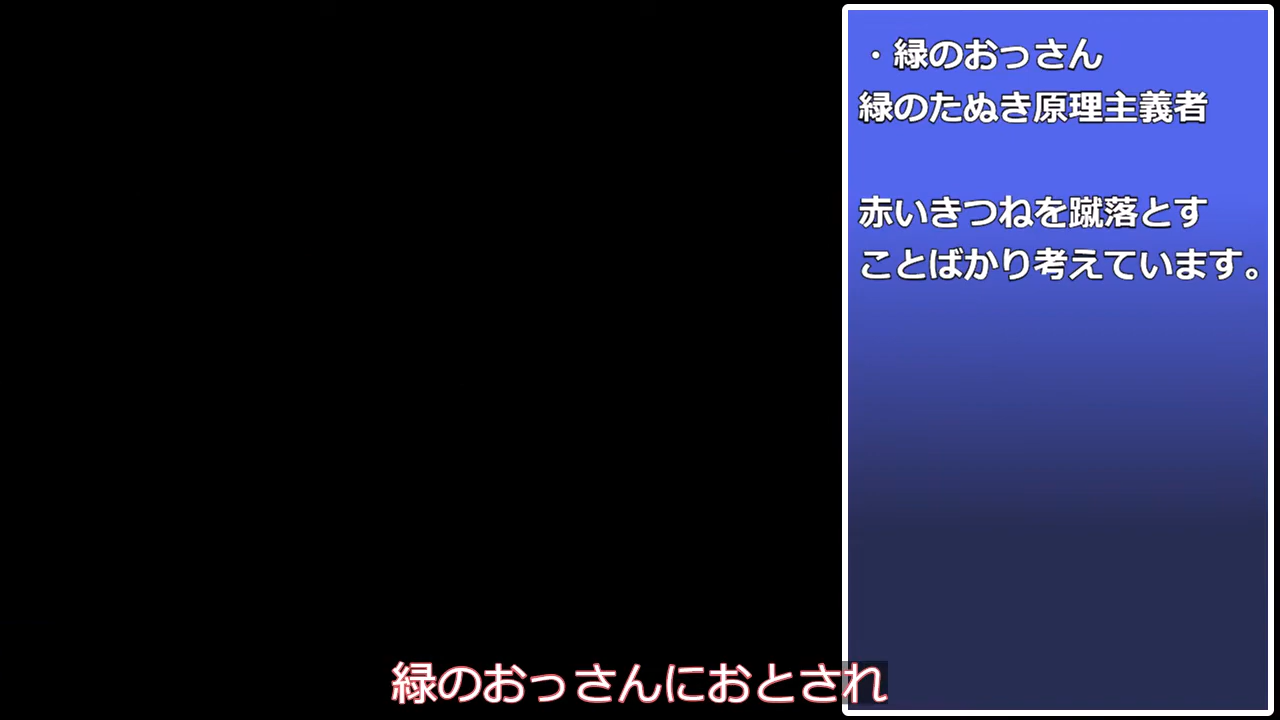 ・緑のおっさん
緑のたぬき原理主義者
赤いきつねを蹴落とす
ことばかり考えています。
緑のおっさんにおとされ